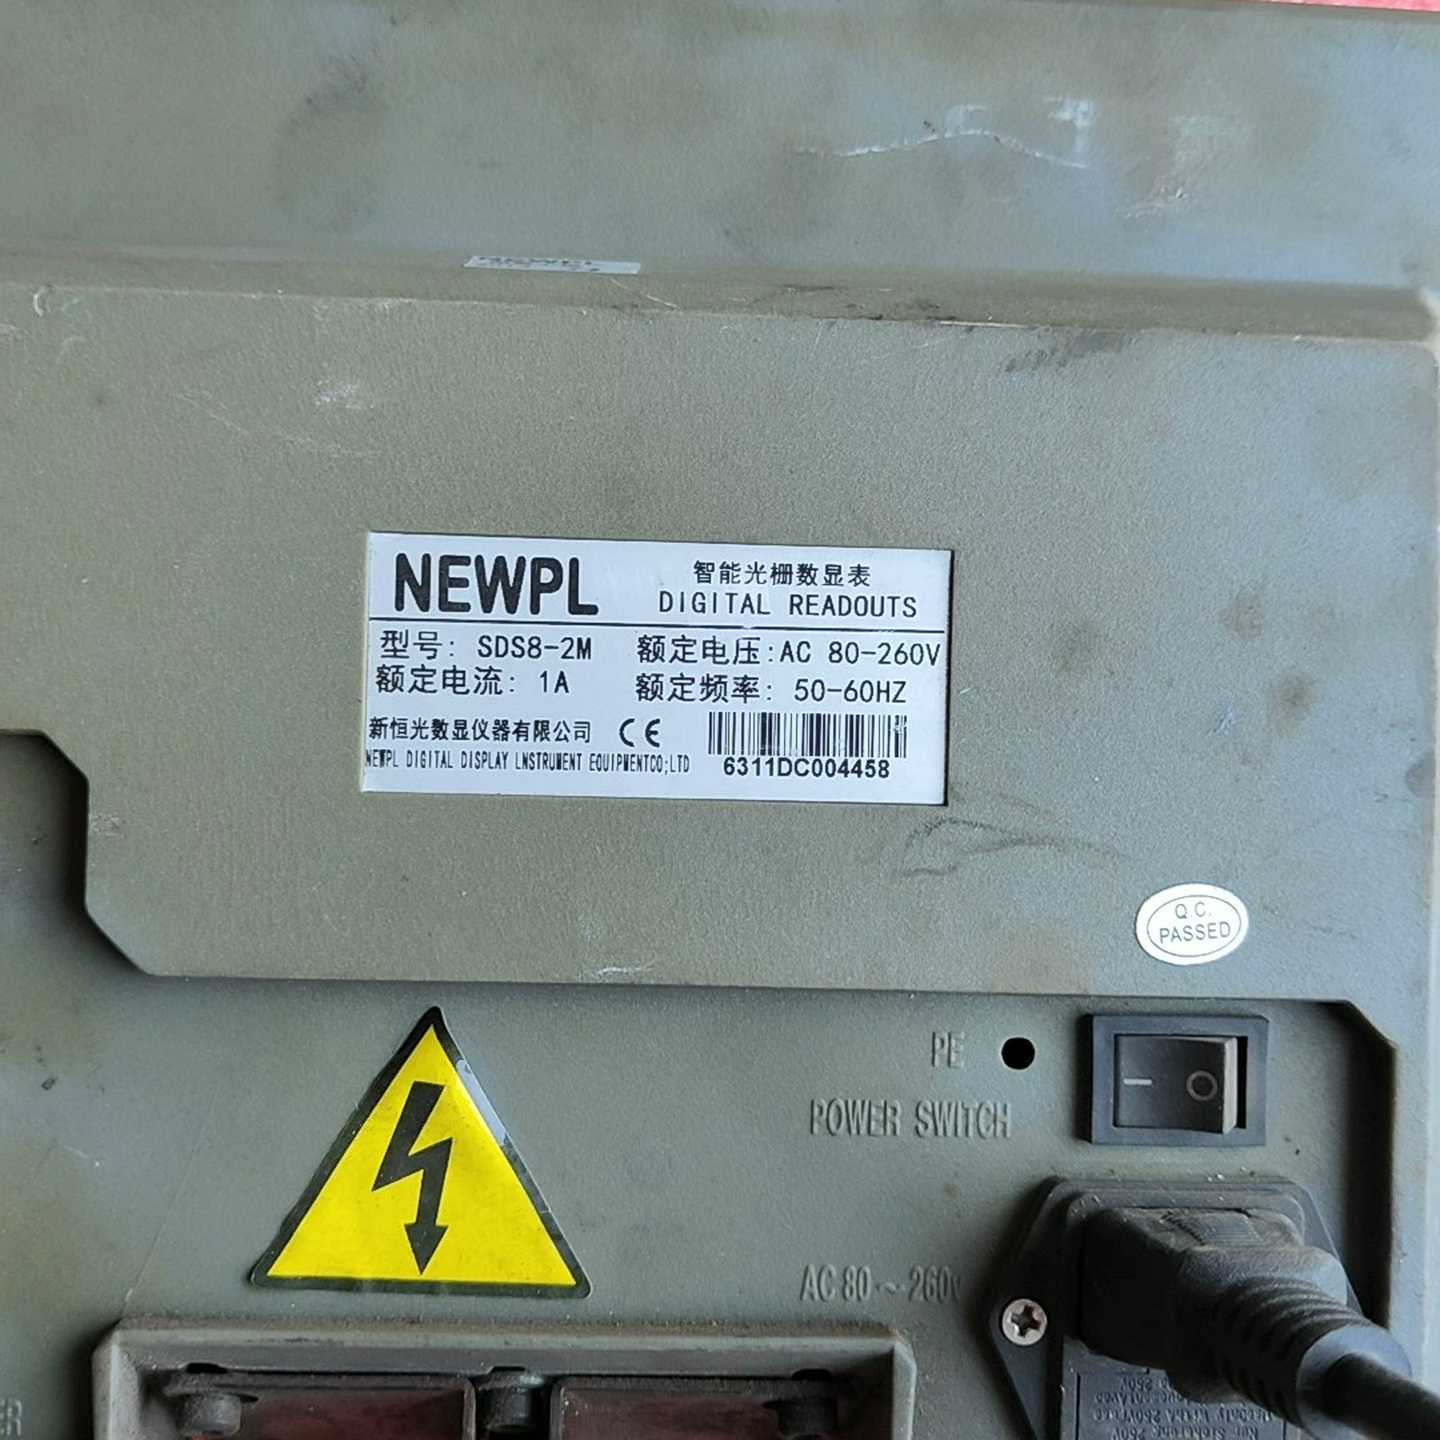 NEWPL
NEWPL
智能光栅数显表
DIGITAL READOUTS
型号: SDS8-2M
额定电压:AC 80-260V
额定电流: 1A
额定频率: 50-60HZ
新恒光数显仪器有限公司 CE
NEWPL DIGITAL DISPLAY LNSTRUMENT EQUIPMENTCO;LTD
6311DC004458
Q.C.
PASSED
PE
POWER SWITCH
AC 80~260V
ER